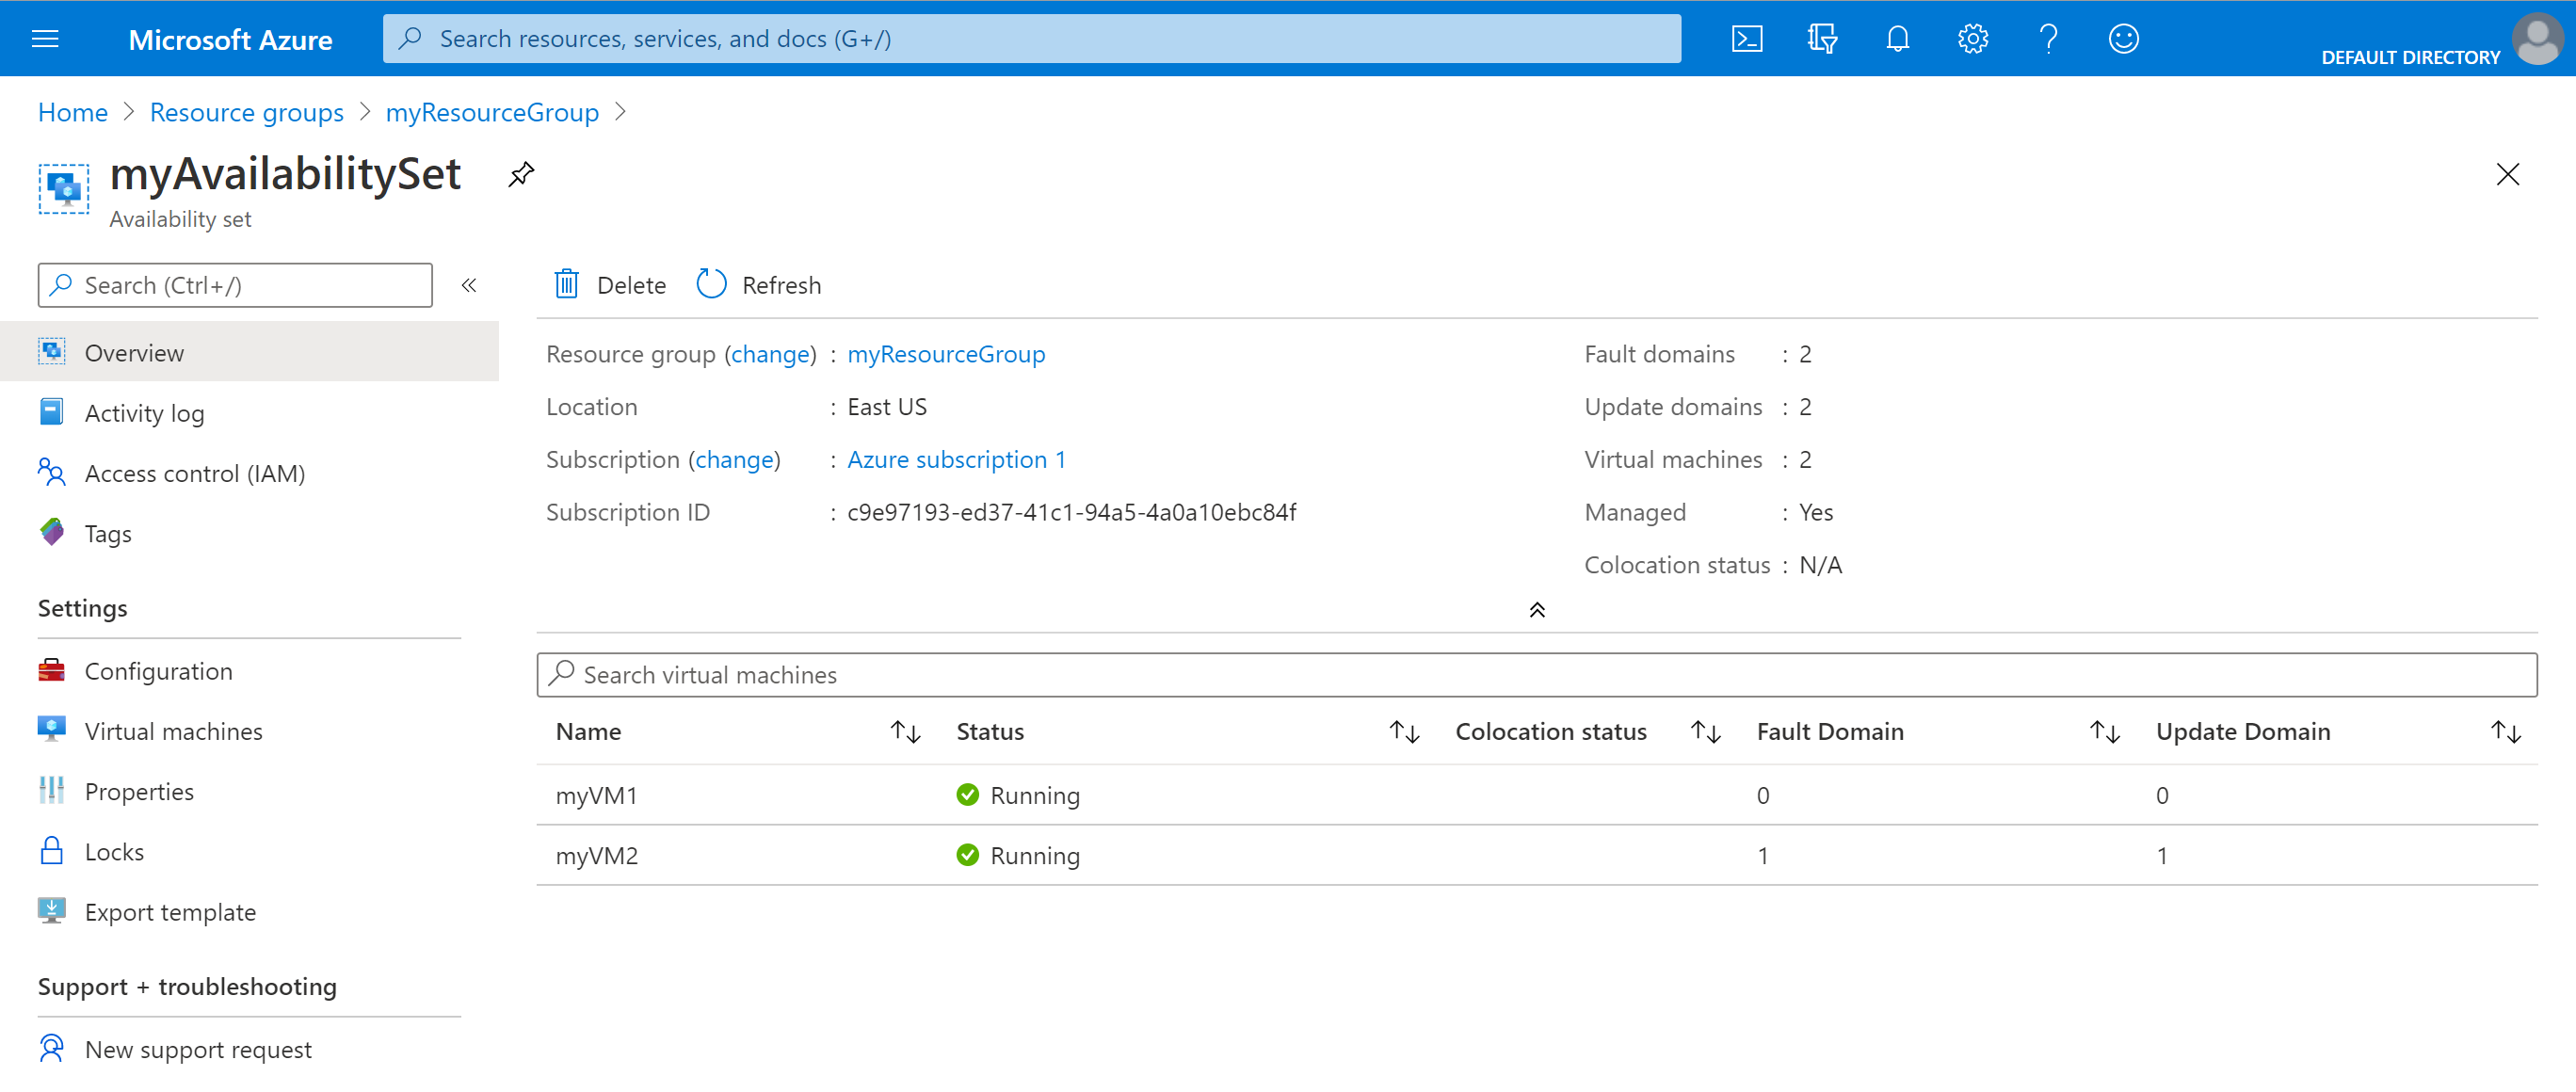 Microsoft Azure
Search resources, services, and docs (G+/)
DEFAULT DIRECTORY
Home > Resource groups > myResourceGroup >
myAvailabilitySet
Availability set
Search (Ctrl+/)
«
Overview
Activity log
Access control (IAM)
Tags
Settings
Configuration
Virtual machines
Properties
Locks
Export template
Support + troubleshooting
New support request
Delete Refresh
Resource group (change) : myResourceGroup
Location : East US
Subscription (change) : Azure subscription 1
Subscription ID : c9e97193-ed37-41c1-94a5-4a0a10ebc84f
Fault domains : 2
Update domains : 2
Virtual machines : 2
Managed : Yes
Colocation status : N/A
Search virtual machines
Name Status Colocation status Fault Domain Update Domain
myVM1 Running 0 0
myVM2 Running 1 1